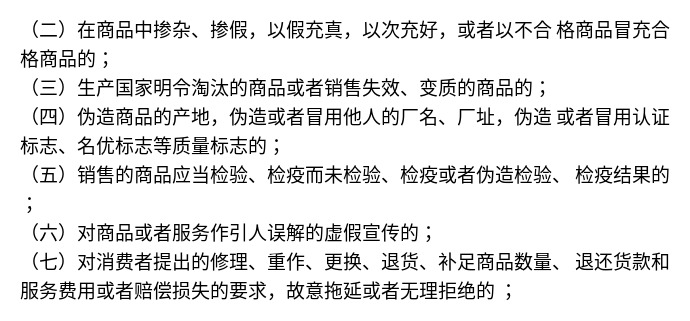 （二）在商品中掺杂、掺假，以假充真，以次充好，或者以不合 格商品冒充合
格商品的；
（三）生产国家明令淘汰的商品或者销售失效、变质的商品的；
（四）伪造商品的产地，伪造或者冒用他人的厂名、厂址，伪造 或者冒用认证
标志、名优标志等质量标志的；
（五）销售的商品应当检验、检疫而未检验、检疫或者伪造检验、 检疫结果的
；
（六）对商品或者服务作引人误解的虚假宣传的；
（七）对消费者提出的修理、重作、更换、退货、补足商品数量、 退还货款和
服务费用或者赔偿损失的要求，故意拖延或者无理拒绝的 ；